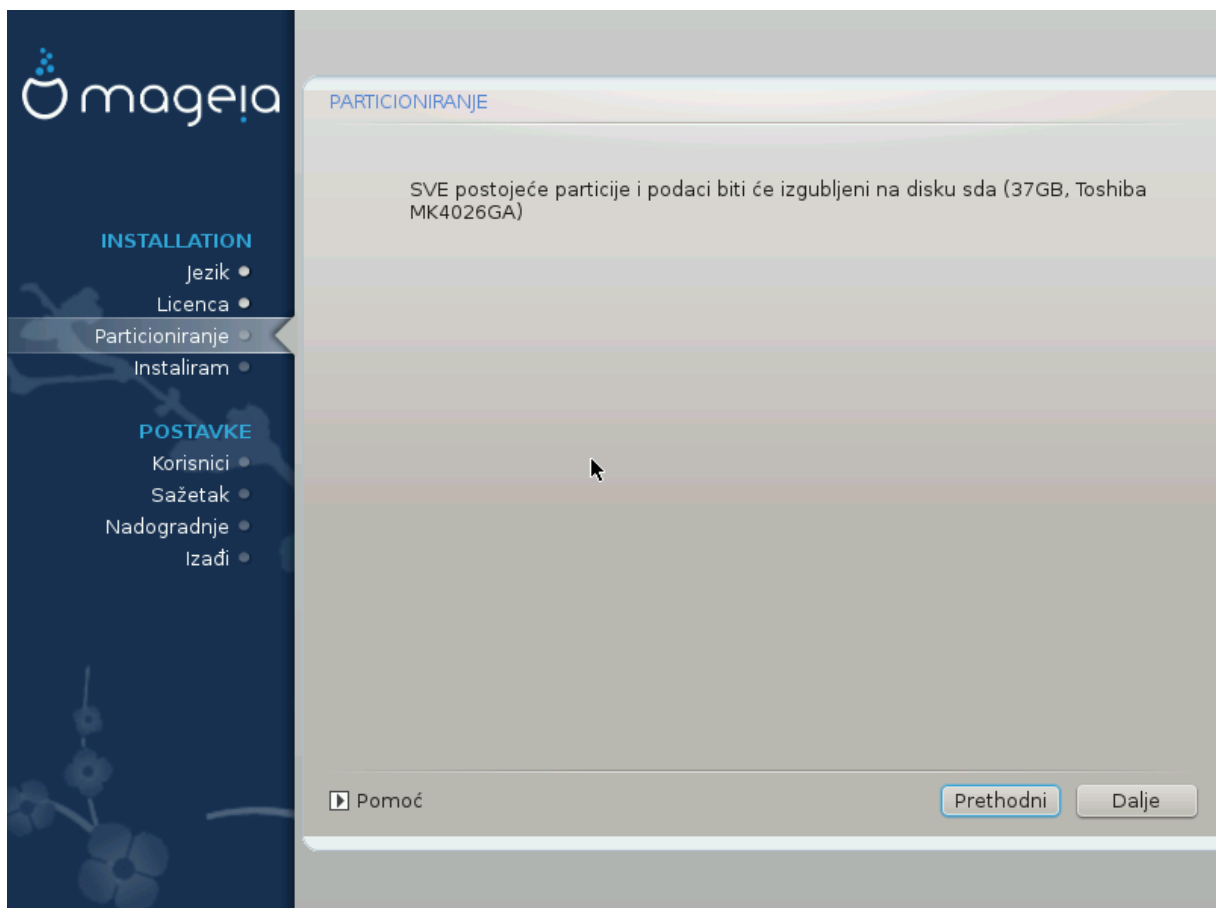 mageia
INSTALLATION
Jezik
Licenca
Particioniranje
Instaliram
POSTAVKE
Korisnici
Sažetak
Nadogradnje
Izađi
PARTICIONIRANJE
SVE postojeće particije i podaci biti će izgubljeni na disku sda (37GB, Toshiba
MK4026GA)
Pomoć
Prethodni
Dalje